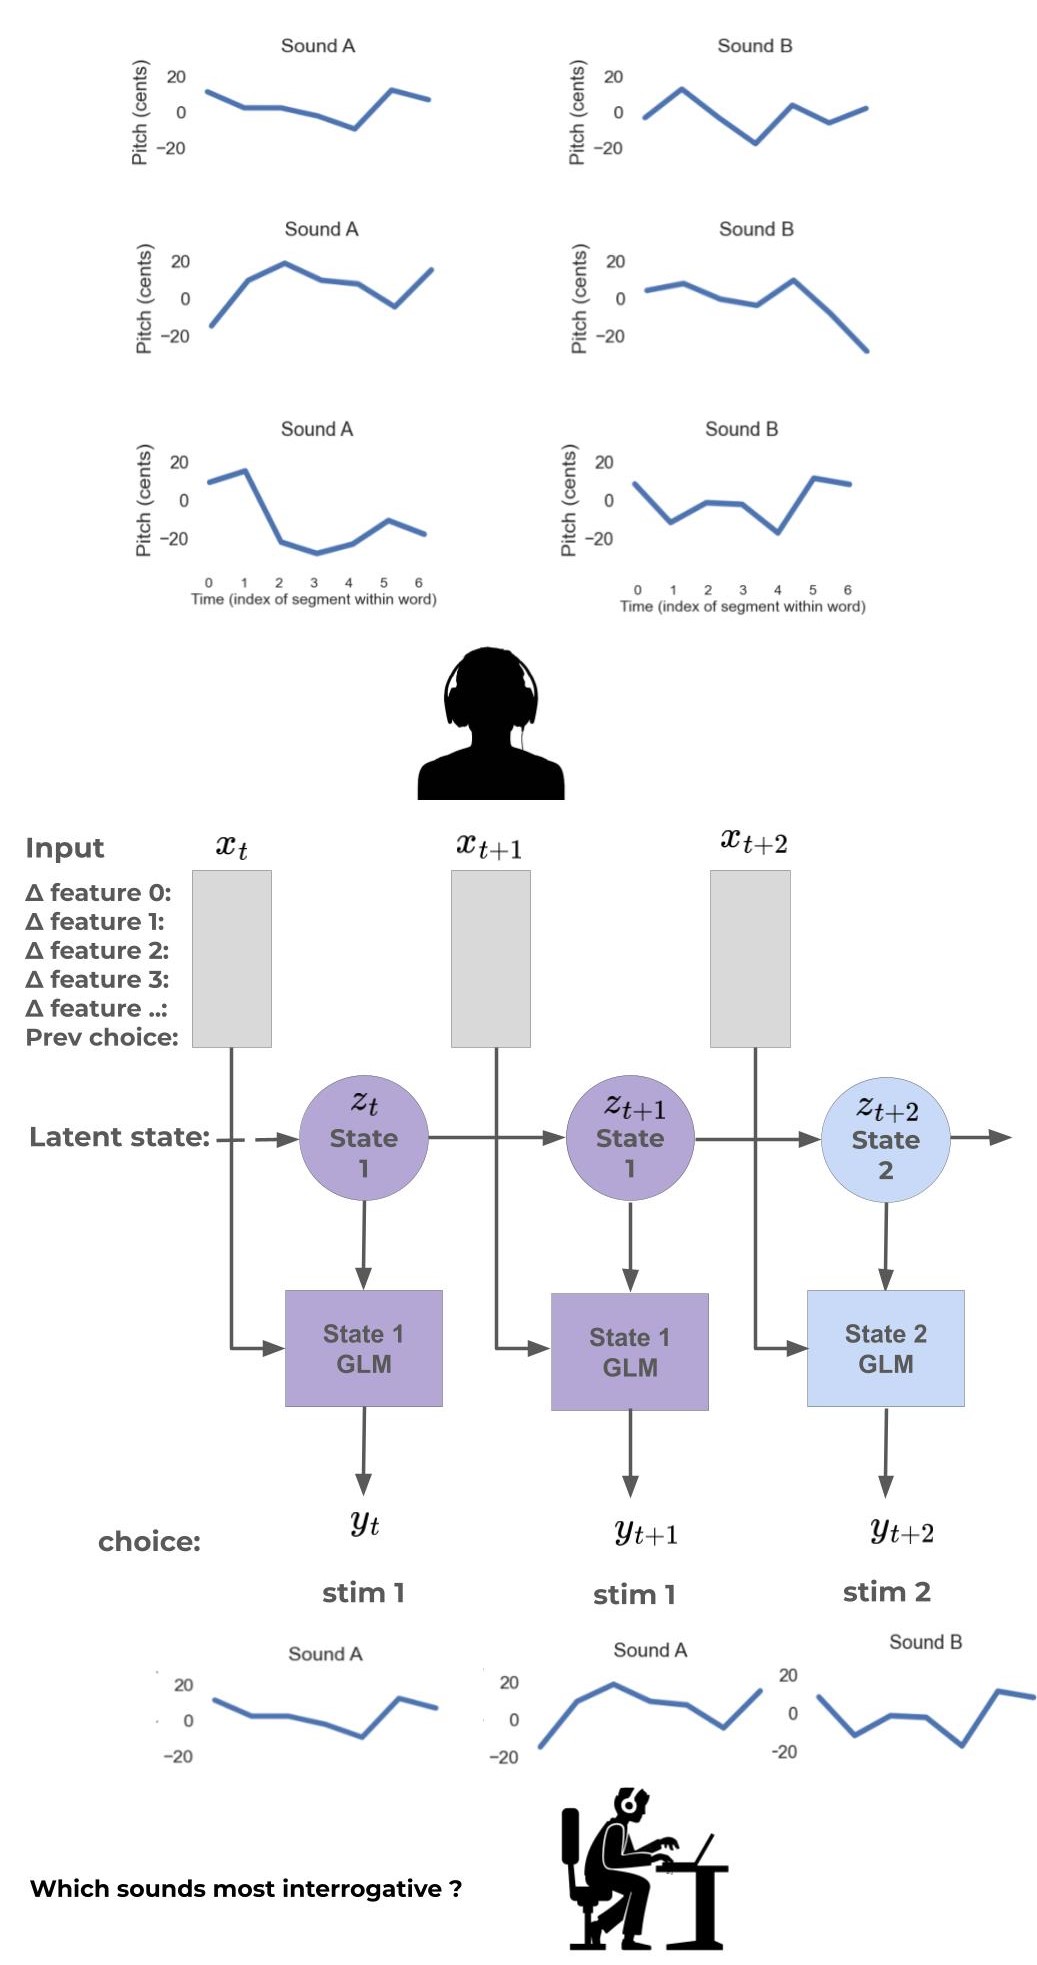 Sound A
Sound B
Pitch (cents)
20
0
−20
Pitch (cents)
20
0
−20
Sound A
Sound B
Pitch (cents)
20
0
−20
Pitch (cents)
20
0
−20
Sound A
Sound B
Pitch (cents)
20
0
−20
Pitch (cents)
20
0
−20
0 1 2 3 4 5 6
Time (index of segment within word)
0 1 2 3 4 5 6
Time (index of segment within word)
Input
x_t
x_{t+1}
x_{t+2}
Δ feature 0:
Δ feature 1:
Δ feature 2:
Δ feature 3:
Δ feature ..:
Prev choice:
Latent state:
z_t
State
1
z_{t+1}
State
1
z_{t+2}
State
2
State 1
GLM
State 1
GLM
State 2
GLM
choice:
y_t
y_{t+1}
y_{t+2}
stim 1
stim 1
stim 2
Sound A
20
0
−20
Sound A
20
0
−20
Sound B
20
0
-20
Which sounds most interrogative ?